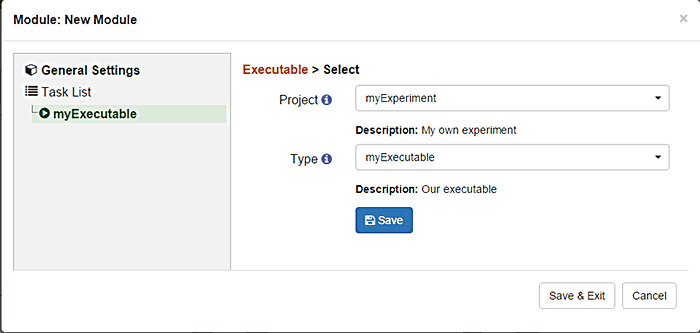 Module: New Module
×
General Settings
Task List
myExecutable
Executable > Select
Project
myExperiment
Description: My own experiment
Type
myExecutable
Description: Our executable
Save
Save & Exit
Cancel